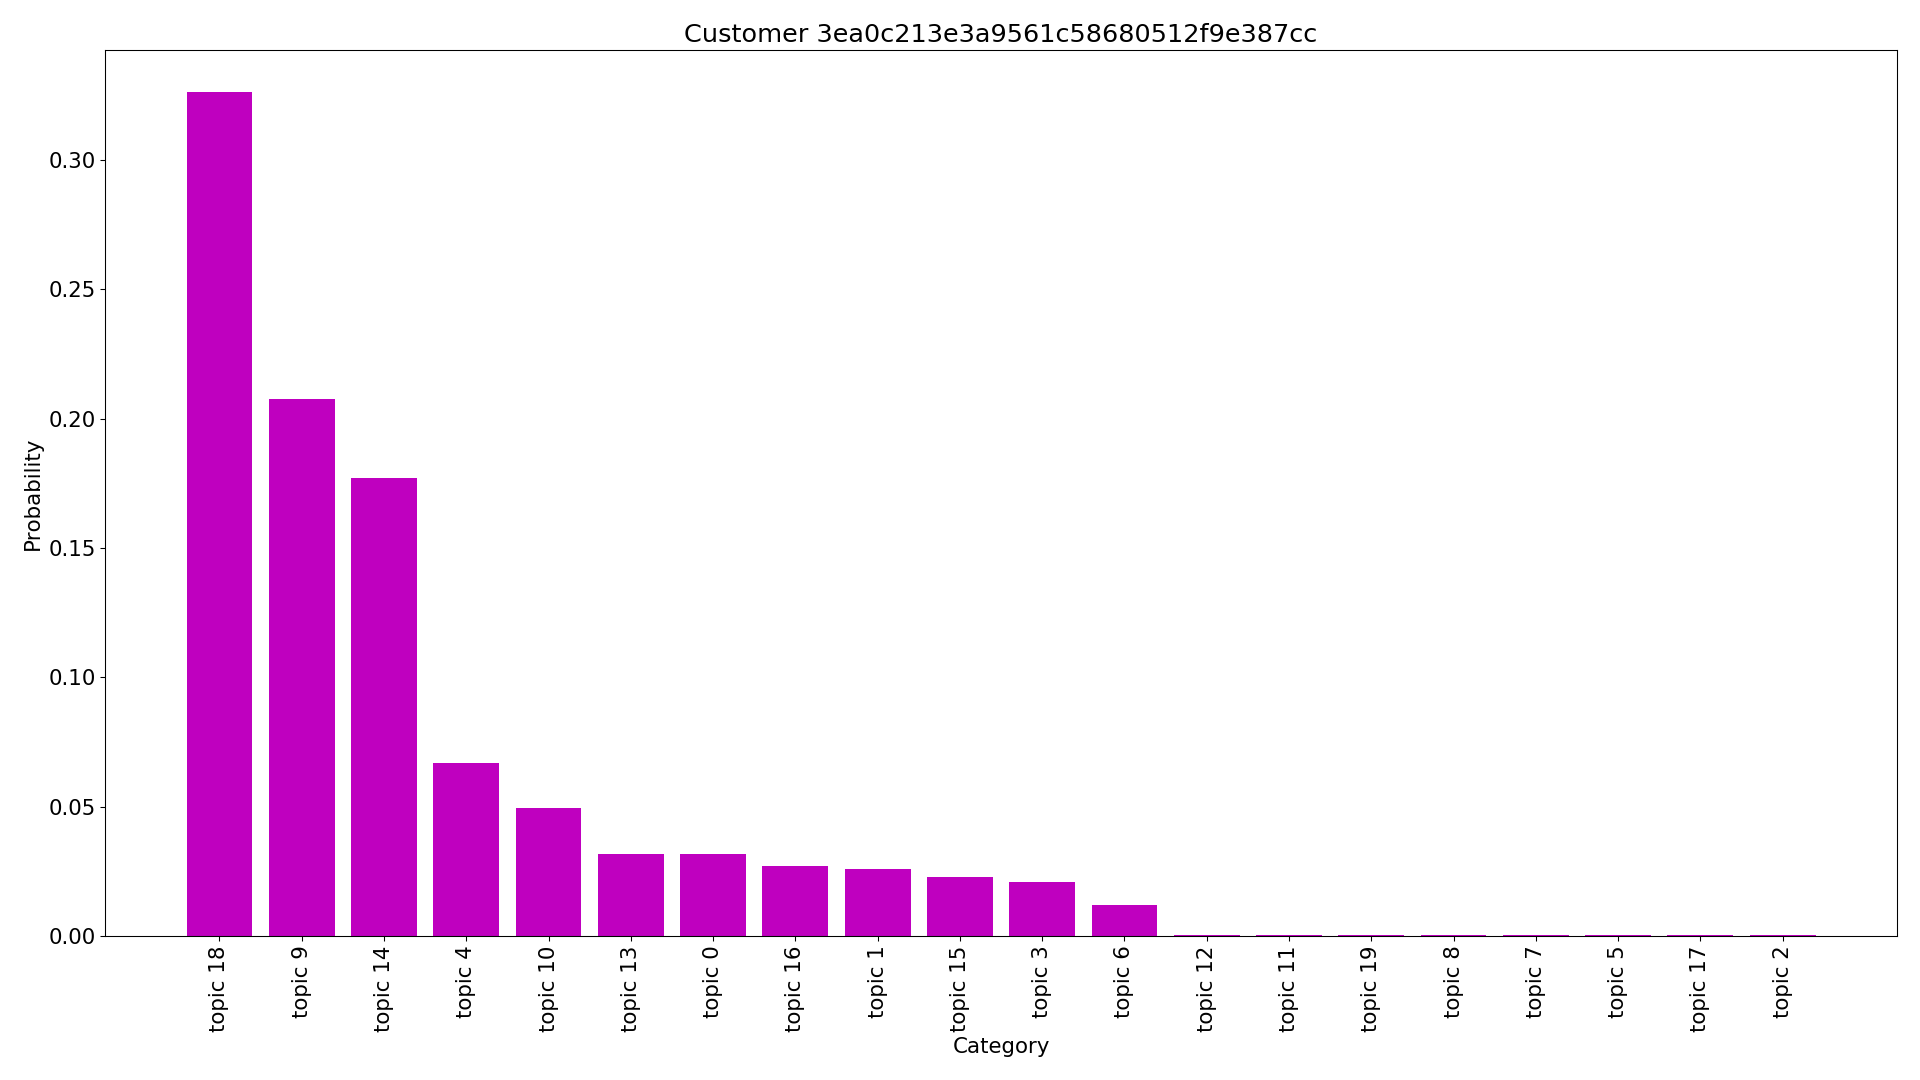 Customer 3ea0c213e3a9561c58680512f9e387cc
Probability
0.30
0.25
0.20
0.15
0.10
0.05
0.00
topic 18
topic 9
topic 14
topic 4
topic 10
topic 13
topic 0
topic 16
topic 1
topic 15
topic 3
topic 6
topic 12
topic 11
topic 19
topic 8
topic 7
topic 5
topic 17
topic 2
Category